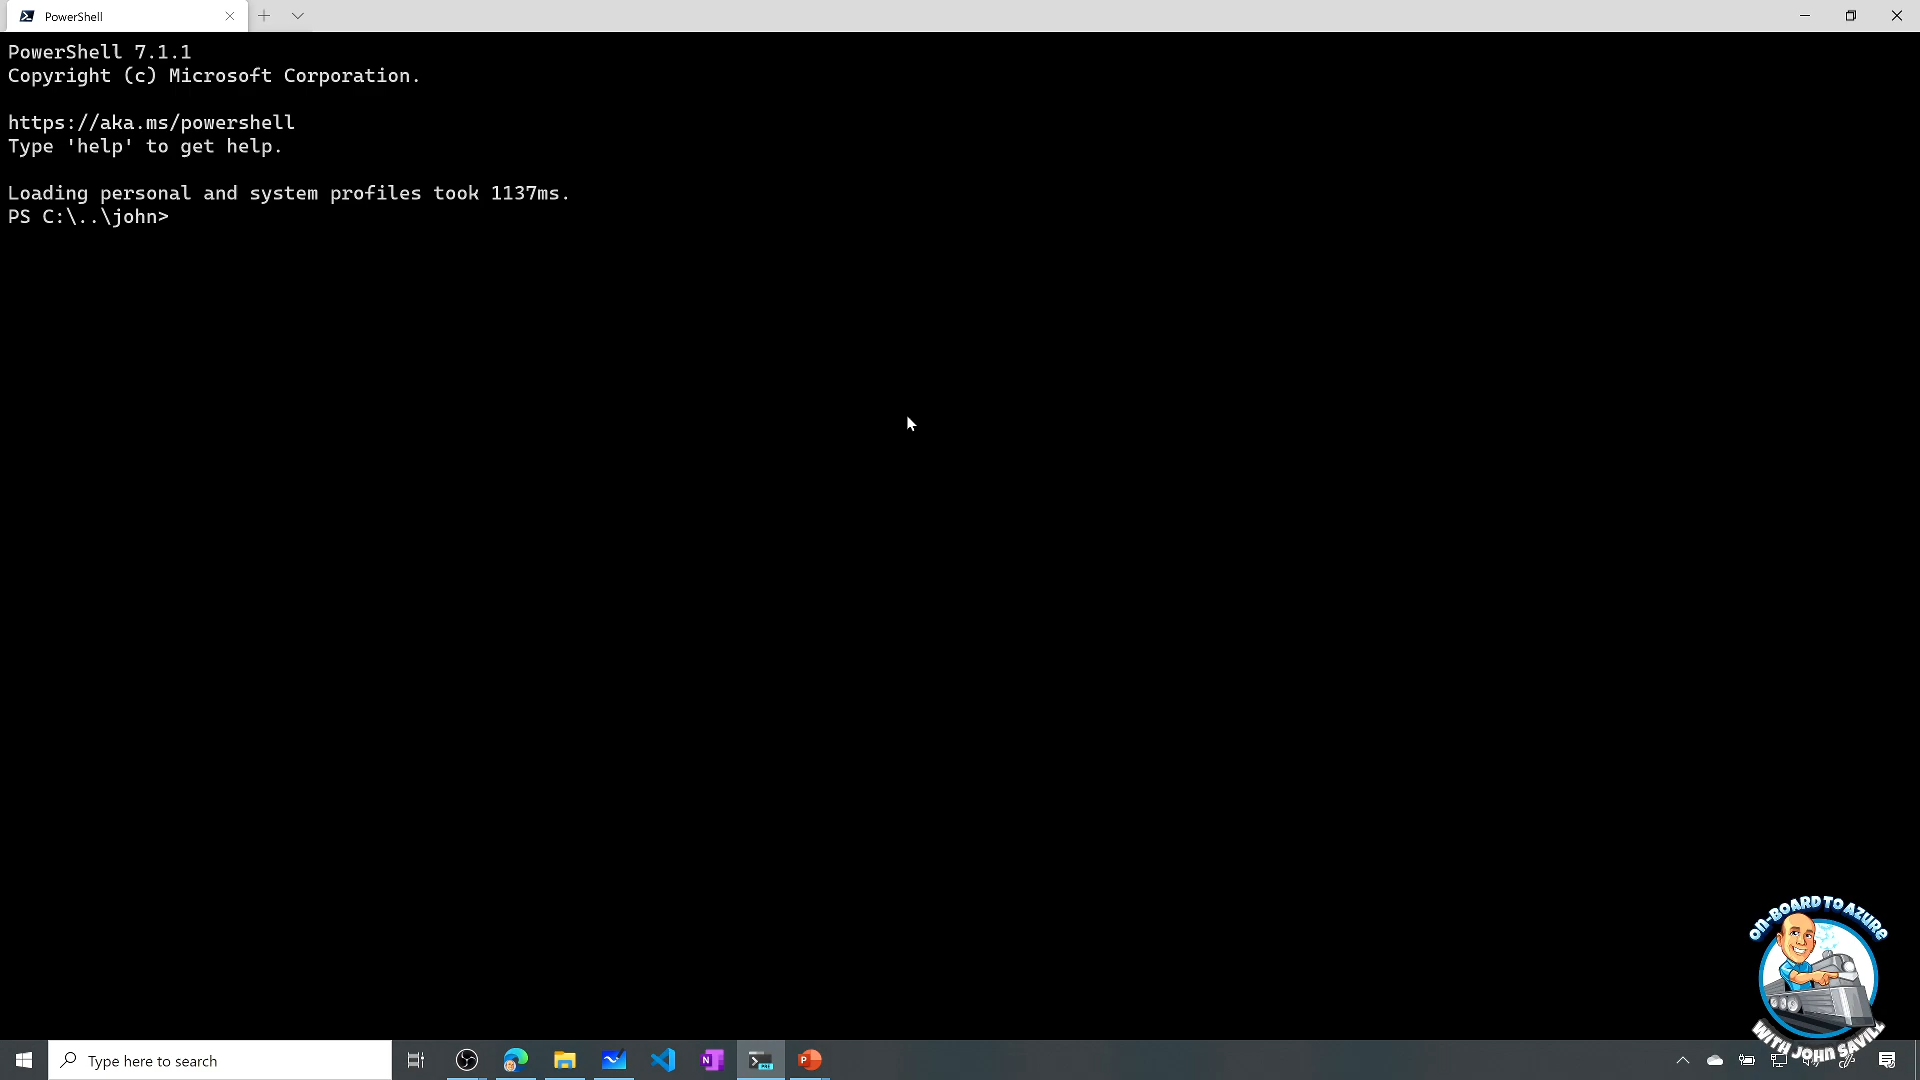 PowerShell
PowerShell 7.1.1
Copyright (c) Microsoft Corporation.
https://aka.ms/powershell
Type 'help' to get help.
Loading personal and system profiles took 1137ms.
PS C:\..\john>
ON-BOARD TO AZURE
WITH JOHN SAVILL
Type here to search
N
PRE
P